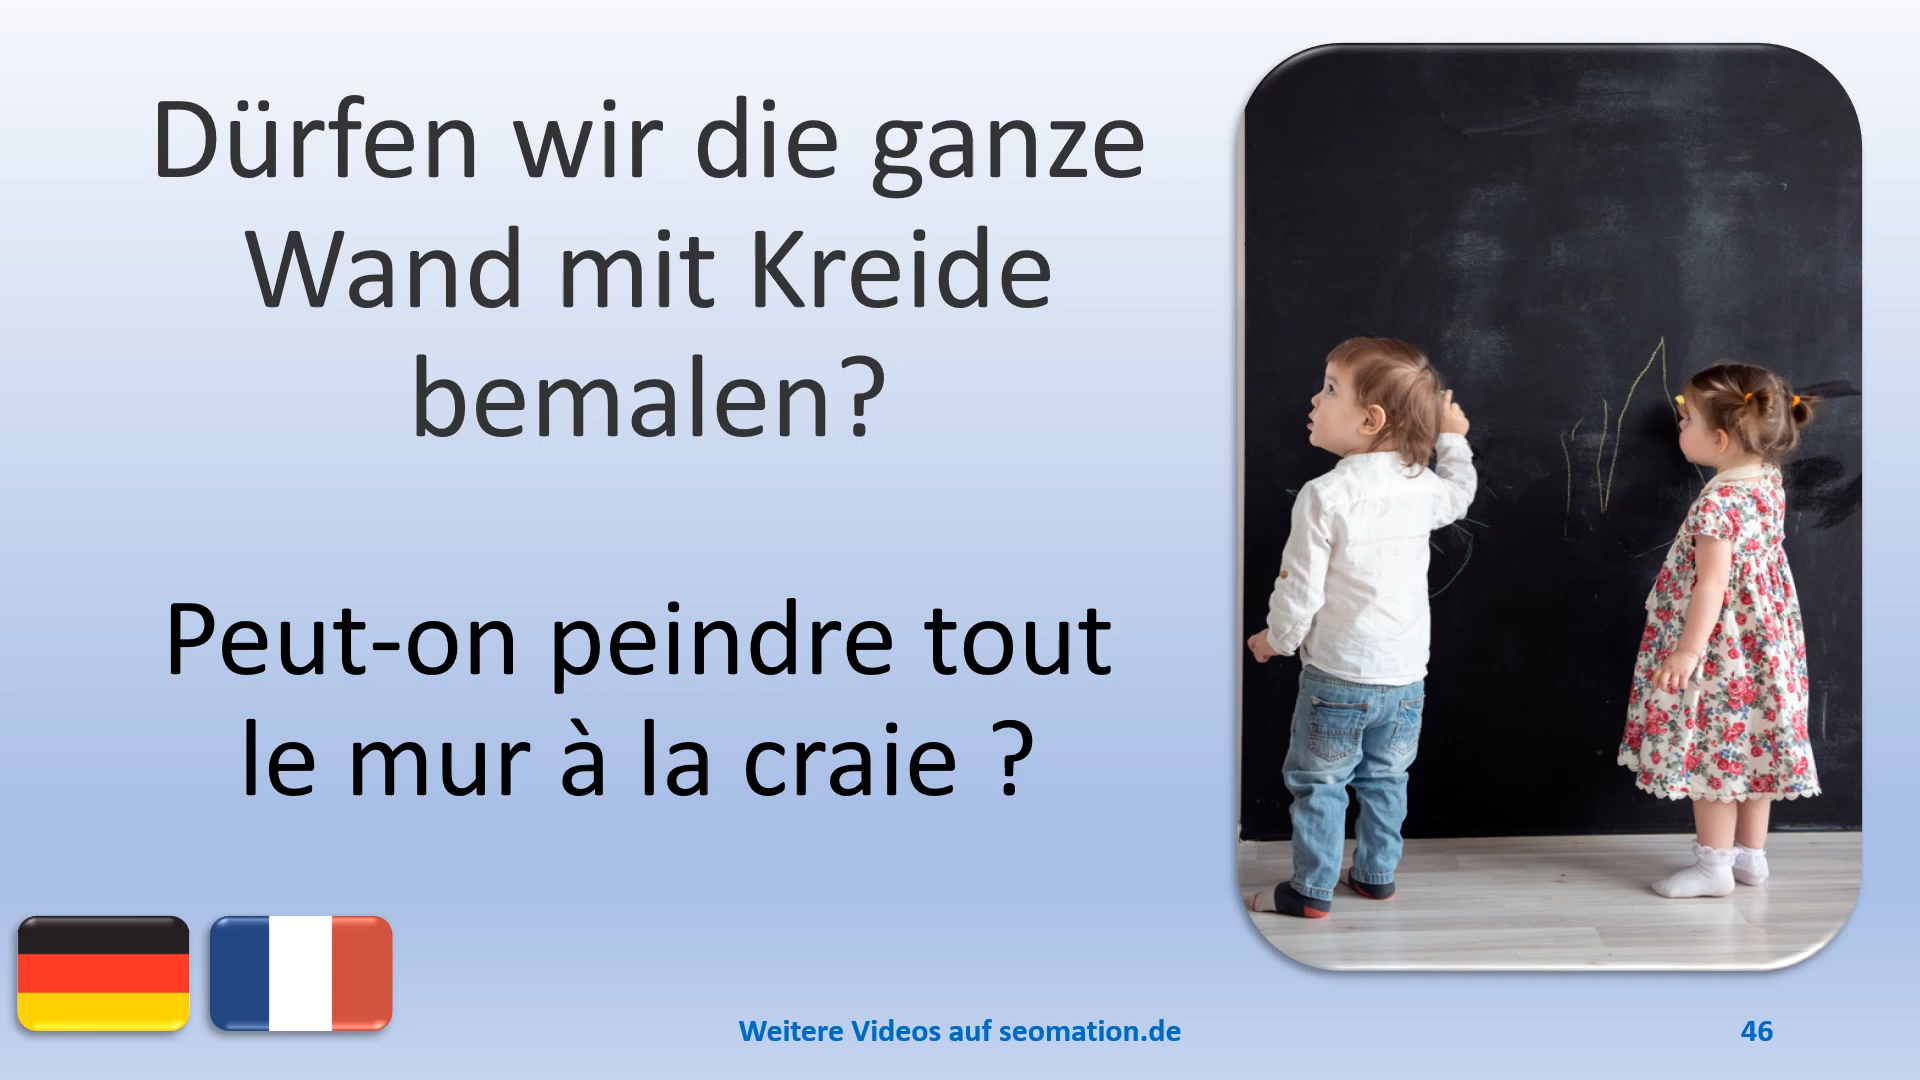 Dürfen wir die ganze
Wand mit Kreide
bemalen?
Peut-on peindre tout
le mur à la craie ?
Weitere Videos auf seomation.de
46